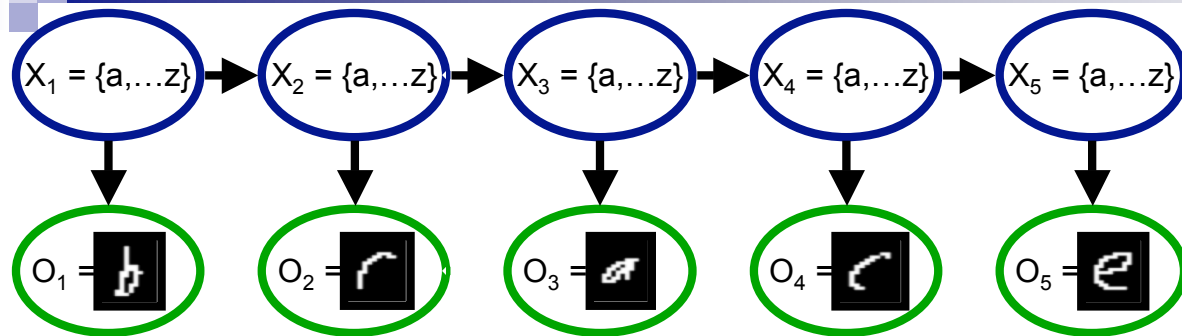 X₁ = {a,…z} X₂ = {a,…z} X₃ = {a,…z} X₄ = {a,…z} X₅ = {a,…z}
O₁ = b O₂ = r O₃ = a O₄ = c O₅ = e